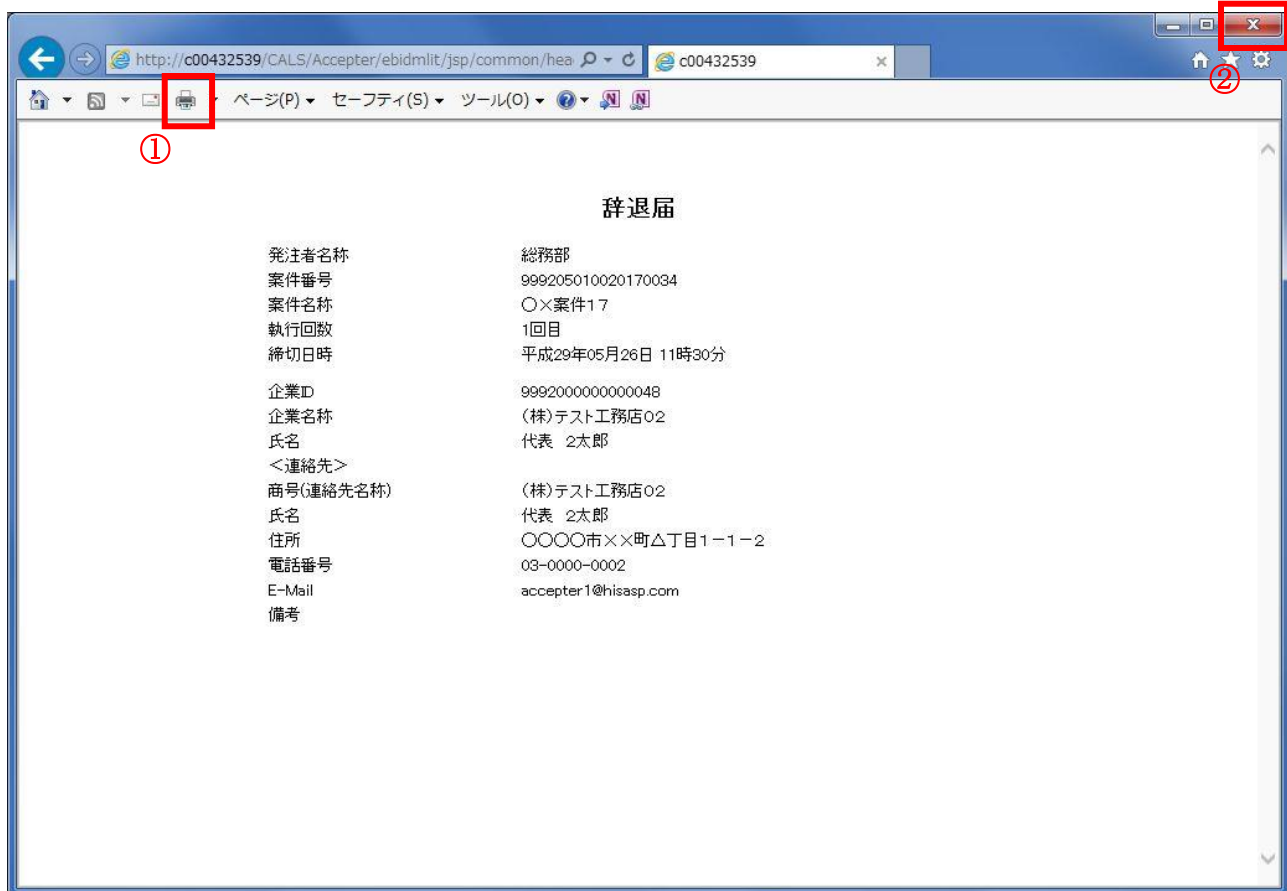 ②
http://c00432539/CALS/Accepter/ebidmlit/jsp/common/hea c00432539
ページ(P) セーフティ(S) ツール(O)
①
辞退届
発注者名称 総務部
案件番号 999205010020170034
案件名称 〇×案件17
執行回数 1回目
締切日時 平成29年05月26日 11時30分
企業ID 9992000000000048
企業名称 (株)テスト工務店02
氏名 代表 2太郎
<連絡先>
商号(連絡先名称) (株)テスト工務店02
氏名 代表 2太郎
住所 〇〇〇〇市××町△丁目1-1-2
電話番号 03-0000-0002
E-Mail accepter1@hisasp.com
備考